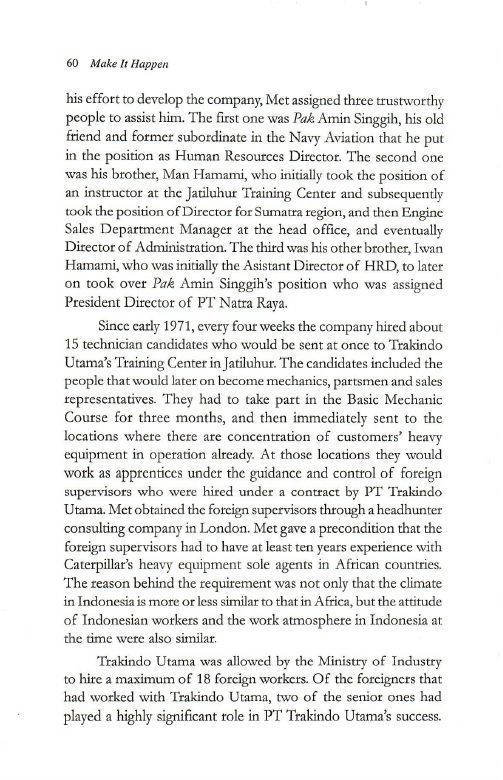 60 Make It Happen
his effort to develop the company, Met assigned three trustworthy
people to assist him. The first one was Pak Amin Singgih, his old
friend and former subordinate in the Navy Aviation that he put
in the position as Human Resources Director. The second one
was his brother, Man Hamami, who initially took the position of
an instructor at the Jatiluhur Training Center and subsequently
took the position of Director for Sumatra region, and then Engine
Sales Department Manager at the head office, and eventually
Director of Administration. The third was his other brother, Iwan
Hamami, who was initially the Asistant Director of HRD, to later
on took over Pak Amin Singgih's position who was assigned
President Director of PT Natra Raya.
Since early 1971, every four weeks the company hired about
15 technician candidates who would be sent at once to Trakindo
Utama's Training Center in Jatiluhur. The candidates included the
people that would later on become mechanics, partsmen and sales
representatives. They had to take part in the Basic Mechanic
Course for three months, and then immediately sent to the
locations where there are concentration of customers' heavy
equipment in operation already. At those locations they would
work as apprentices under the guidance and control of foreign
supervisors who were hired under a contract by PT Trakindo
Utama. Met obtained the foreign supervisors through a headhunter
consulting company in London. Met gave a precondition that the
foreign supervisors had to have at least ten years experience with
Caterpillar's heavy equipment sole agents in African countries.
The reason behind the requirement was not only that the climate
in Indonesia is more or less similar to that in Africa, but the attitude
of Indonesian workers and the work atmosphere in Indonesia at
the time were also similar.
Trakindo Utama was allowed by the Ministry of Industry
to hire a maximum of 18 foreign workers. Of the foreigners that
had worked with Trakindo Utama, two of the senior ones had
played a highly significant role in PT Trakindo Utama's success.